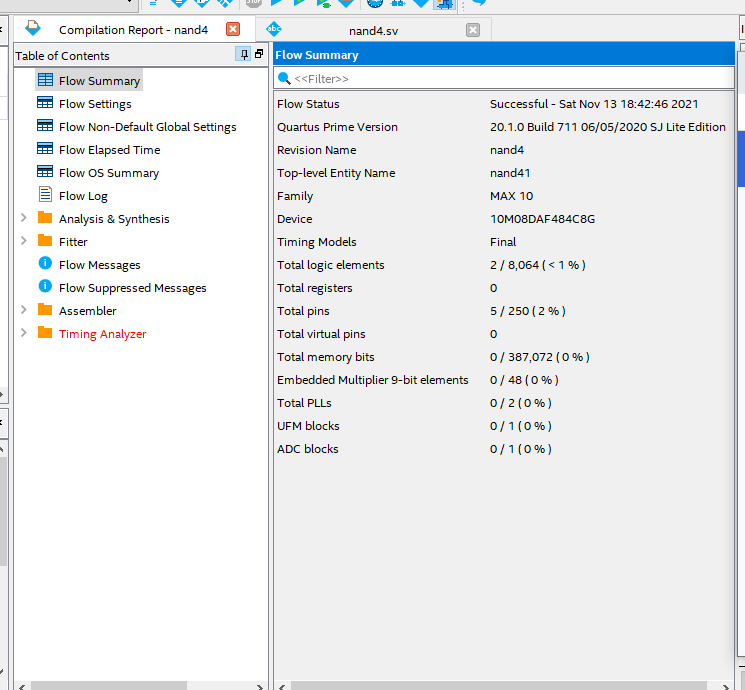 STOP
Compilation Report - nand4
abc nand4.sv
Table of Contents
Flow Summary
Flow Settings
Flow Non-Default Global Settings
Flow Elapsed Time
Flow OS Summary
Flow Log
Analysis & Synthesis
Fitter
Flow Messages
Flow Suppressed Messages
Assembler
Timing Analyzer
Flow Summary
<<Filter>>
Flow Status Successful - Sat Nov 13 18:42:46 2021
Quartus Prime Version 20.1.0 Build 711 06/05/2020 SJ Lite Edition
Revision Name nand4
Top-level Entity Name nand41
Family MAX 10
Device 10M08DAF484C8G
Timing Models Final
Total logic elements 2 / 8,064 ( < 1 % )
Total registers 0
Total pins 5 / 250 ( 2 % )
Total virtual pins 0
Total memory bits 0 / 387,072 ( 0 % )
Embedded Multiplier 9-bit elements 0 / 48 ( 0 % )
Total PLLs 0 / 2 ( 0 % )
UFM blocks 0 / 1 ( 0 % )
ADC blocks 0 / 1 ( 0 % )